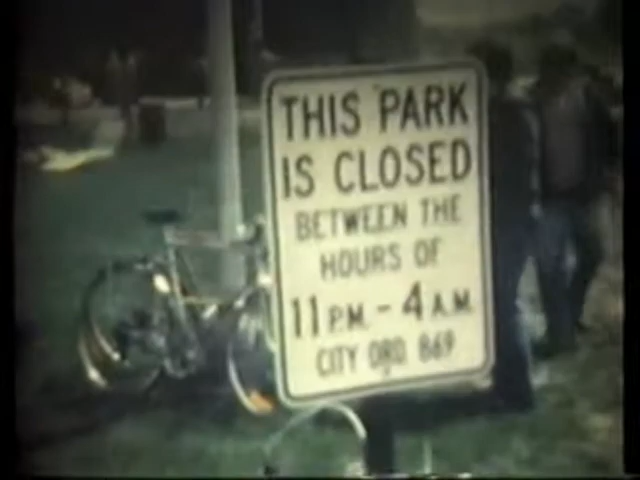 THIS PARK
IS CLOSED
BETWEEN THE
HOURS OF
11 P.M. - 4 A.M.
CITY ORD. 869